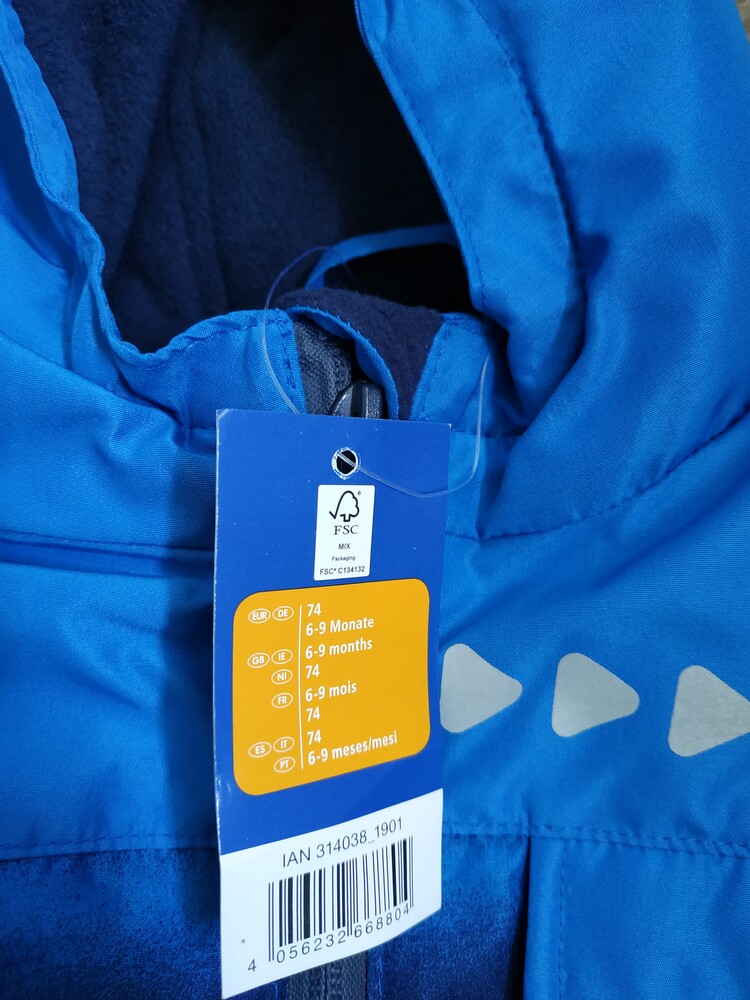 FSC®
MIX
Packaging
FSC® C134132
EUR DE 74
6-9 Monate
GB IE 6-9 months
NI 74
FR 6-9 mois
74
ES IT 74
PT 6-9 meses/mesi
IAN 314038_1901
4 056232 668804